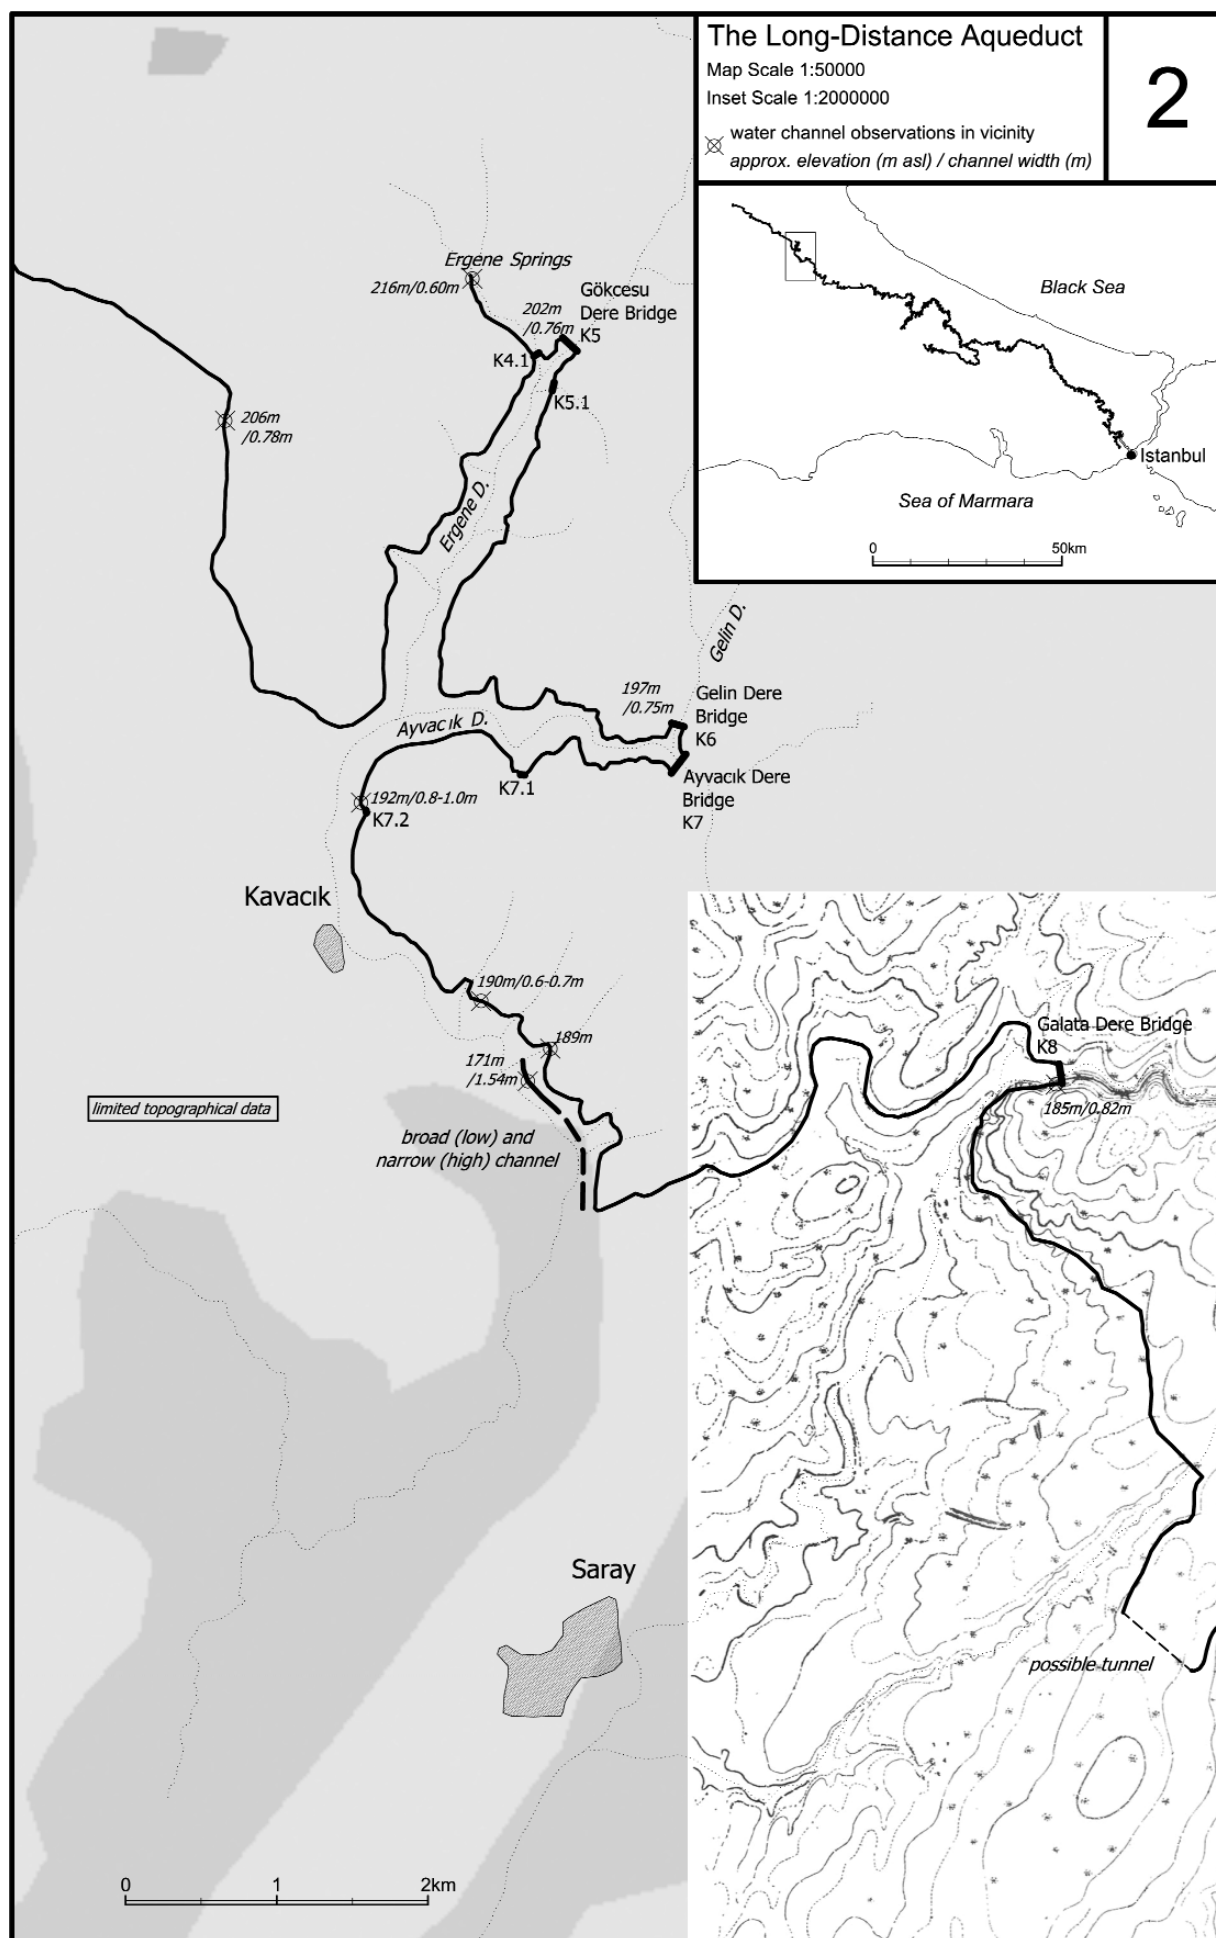 The Long-Distance Aqueduct
Map Scale 1:50000
Inset Scale 1:2000000
water channel observations in vicinity
approx. elevation (m asl) / channel width (m)
2
Black Sea
Istanbul
Sea of Marmara
0
50km
Ergene Springs
216m/0.60m
Gökcesu
Dere Bridge
K5
202m
/0.76m
K4.1
K5.1
206m
/0.78m
Ergene D.
Gelin D.
197m
/0.75m
Gelin Dere
Bridge
K6
Ayvacık D.
K7.1
Ayvacık Dere
Bridge
K7
192m/0.8-1.0m
K7.2
Kavacık
190m/0.6-0.7m
189m
171m
/1.54m
Galata Dere Bridge
K8
185m/0.82m
limited topographical data
broad (low) and
narrow (high) channel
Saray
possible tunnel
0
1
2km